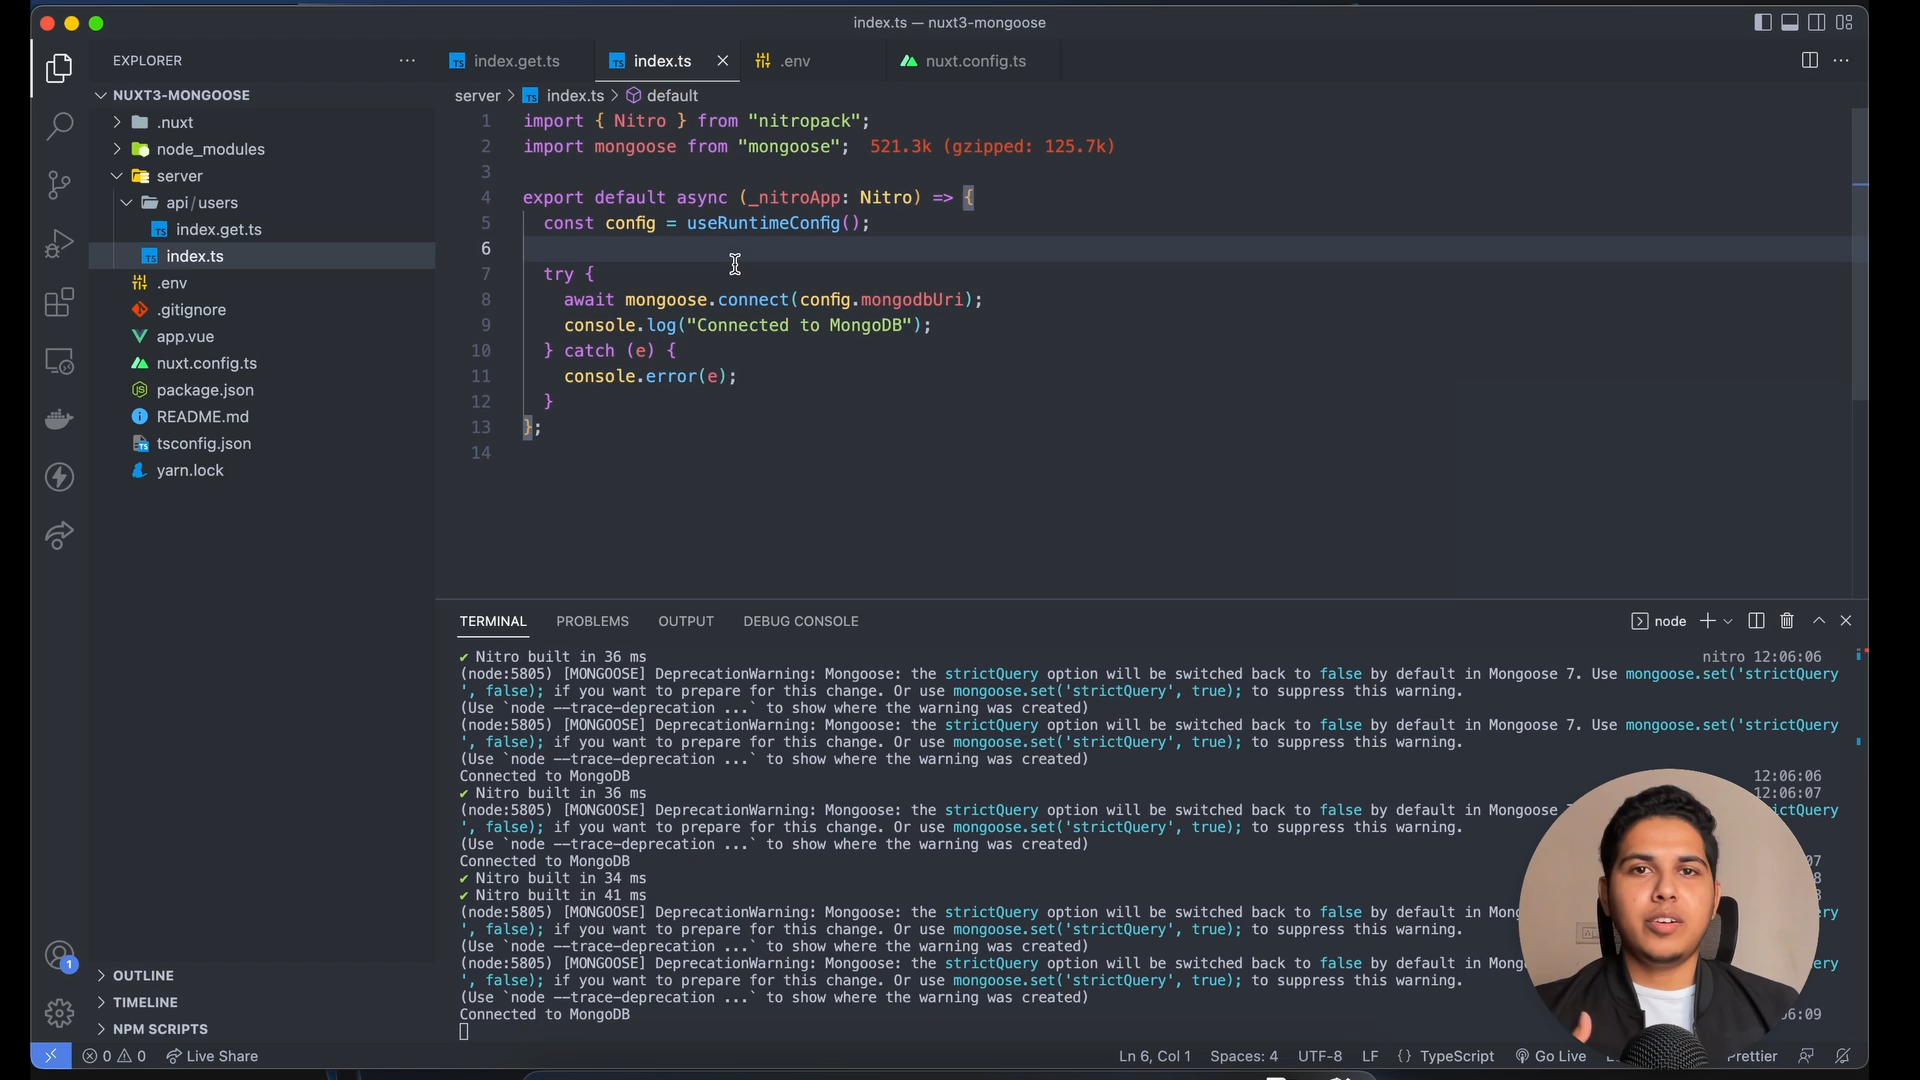 index.ts — nuxt3-mongoose
EXPLORER
NUXT3-MONGOOSE
.nuxt
node_modules
server
api/users
index.get.ts
index.ts
.env
.gitignore
app.vue
nuxt.config.ts
package.json
README.md
tsconfig.json
yarn.lock
OUTLINE
TIMELINE
NPM SCRIPTS
index.get.ts index.ts .env nuxt.config.ts
server > index.ts > default
1 import { Nitro } from "nitropack";
2 import mongoose from "mongoose"; 521.3k (gzipped: 125.7k)
3
4 export default async (_nitroApp: Nitro) => {
5 const config = useRuntimeConfig();
6
7 try {
8 await mongoose.connect(config.mongodbUri);
9 console.log("Connected to MongoDB");
10 } catch (e) {
11 console.error(e);
12 }
13 };
14
TERMINAL PROBLEMS OUTPUT DEBUG CONSOLE node
✔ Nitro built in 36 ms nitro 12:06:06
(node:5805) [MONGOOSE] DeprecationWarning: Mongoose: the strictQuery option will be switched back to false by default in Mongoose 7. Use mongoose.set('strictQuery
', false); if you want to prepare for this change. Or use mongoose.set('strictQuery', true); to suppress this warning.
(Use `node --trace-deprecation ...` to show where the warning was created)
(node:5805) [MONGOOSE] DeprecationWarning: Mongoose: the strictQuery option will be switched back to false by default in Mongoose 7. Use mongoose.set('strictQuery
', false); if you want to prepare for this change. Or use mongoose.set('strictQuery', true); to suppress this warning.
(Use `node --trace-deprecation ...` to show where the warning was created)
Connected to MongoDB 12:06:06
✔ Nitro built in 36 ms 12:06:07
(node:5805) [MONGOOSE] DeprecationWarning: Mongoose: the strictQuery option will be switched back to false by default in Mongoose
', false); if you want to prepare for this change. Or use mongoose.set('strictQuery', true); to suppress this warning.
(Use `node --trace-deprecation ...` to show where the warning was created)
Connected to MongoDB
✔ Nitro built in 34 ms
✔ Nitro built in 41 ms
(node:5805) [MONGOOSE] DeprecationWarning: Mongoose: the strictQuery option will be switched back to false by default in Mong
', false); if you want to prepare for this change. Or use mongoose.set('strictQuery', true); to suppress this warning.
(Use `node --trace-deprecation ...` to show where the warning was created)
(node:5805) [MONGOOSE] DeprecationWarning: Mongoose: the strictQuery option will be switched back to false by default in Mong
', false); if you want to prepare for this change. Or use mongoose.set('strictQuery', true); to suppress this warning.
(Use `node --trace-deprecation ...` to show where the warning was created)
Connected to MongoDB 06:09
1
0 0 Live Share Ln 6, Col 1 Spaces: 4 UTF-8 LF {} TypeScript Go Live Prettier